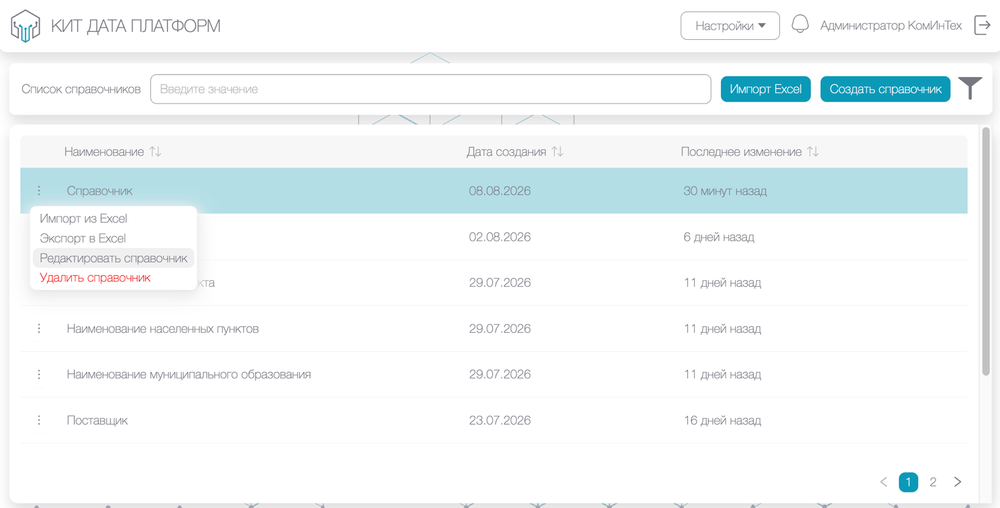 КИТ ДАТА ПЛАТФОРМ
Настройки
Администратор КомИнТех
Список справочников
Введите значение
Импорт Excel
Создать справочник
Наименование
Дата создания
Последнее изменение
Справочник
08.08.2026
30 минут назад
Импорт из Excel
Экспорт в Excel
Редактировать справочник
Удалить справочник
02.08.2026
6 дней назад
29.07.2026
11 дней назад
Наименование населенных пунктов
29.07.2026
11 дней назад
Наименование муниципального образования
29.07.2026
11 дней назад
Поставщик
23.07.2026
16 дней назад
1
2